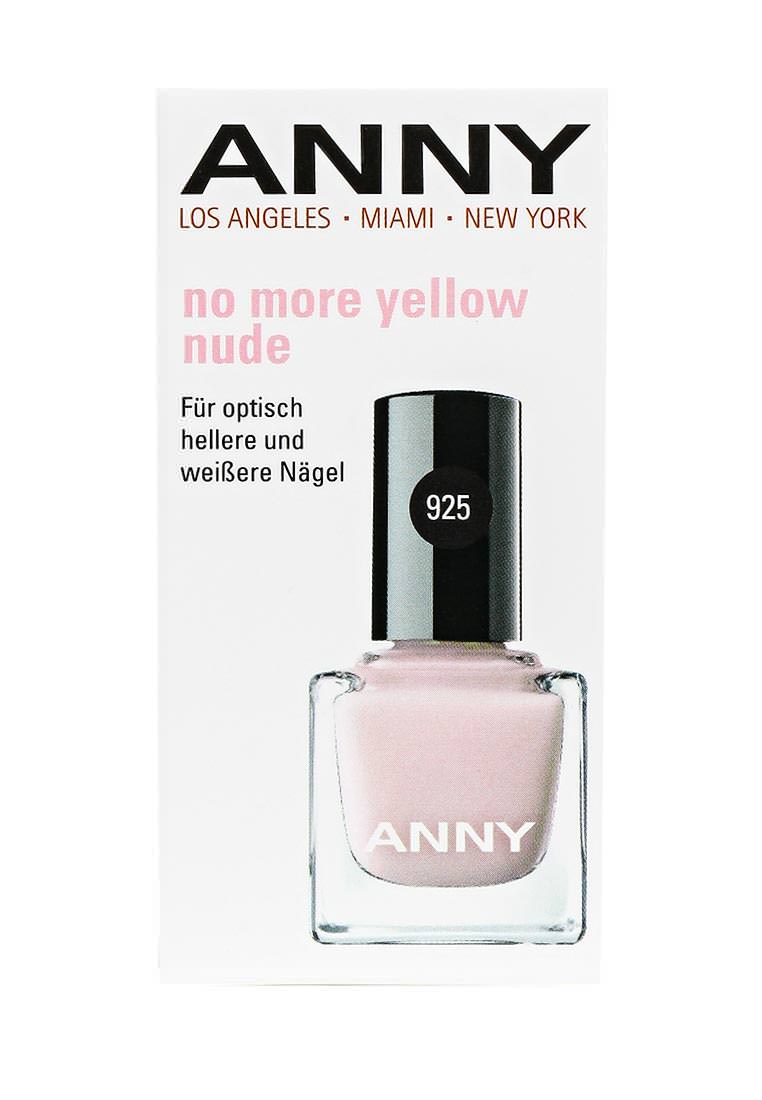 ANNY
LOS ANGELES · MIAMI · NEW YORK
no more yellow
nude
Für optisch
hellere und
weißere Nägel
925
ANNY